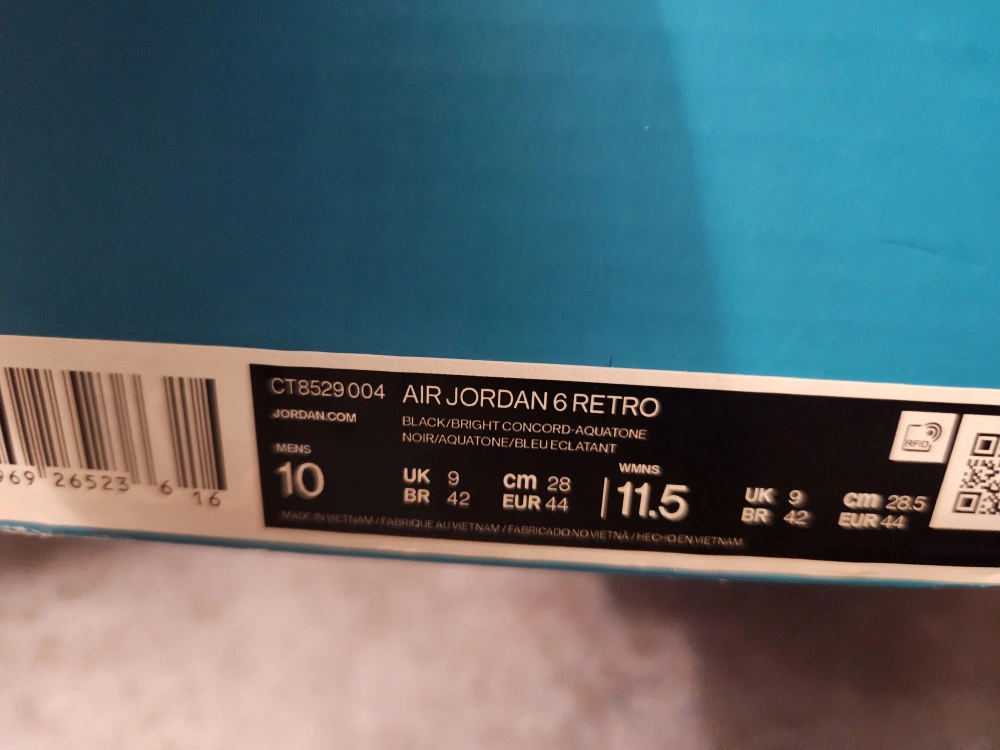 CT8529 004 AIR JORDAN 6 RETRO
JORDAN.COM
BLACK/BRIGHT CONCORD-AQUATONE
NOIR/AQUATONE/BLEU ECLATANT
MENS
10
UK 9 cm 28
BR 42 EUR 44
WMNS
11.5
UK 9 cm 28.5
BR 42 EUR 44
MADE IN VIETNAM / FABRIQUE AU VIETNAM / FABRICADO NO VIETNÃ / HECHO EN VIETNAM
RFID
969 26523 6 16